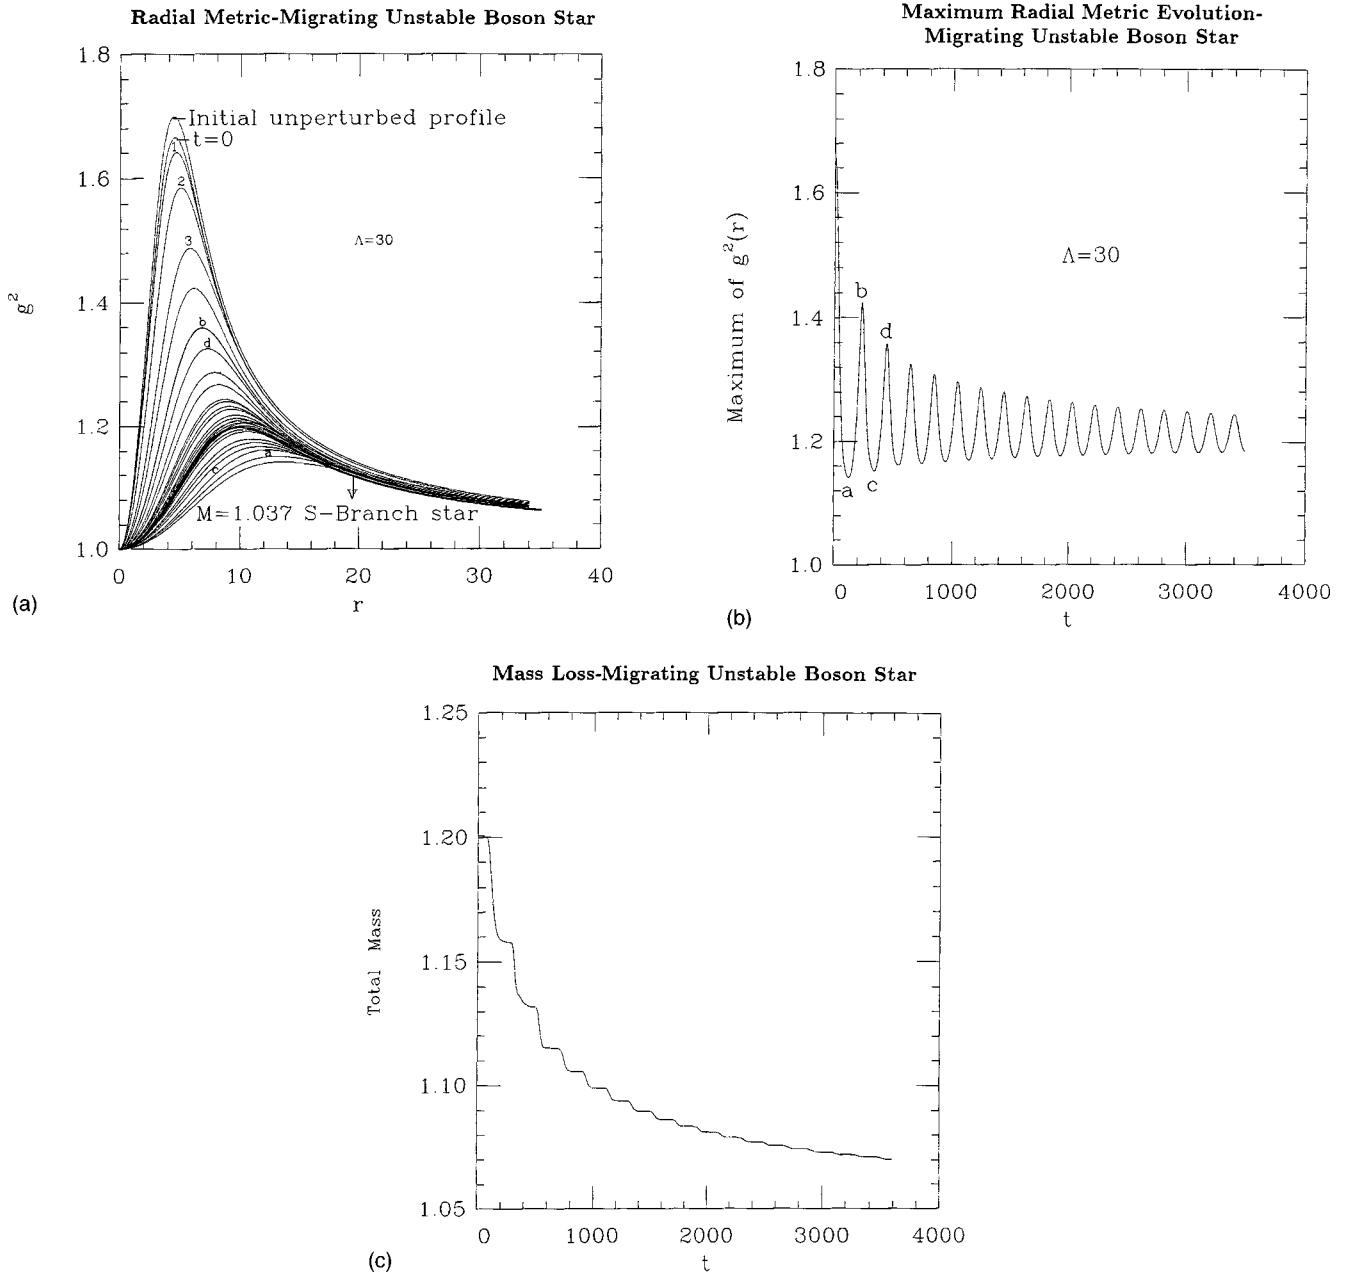 Radial Metric-Migrating Unstable Boson Star
1.8
1.6
1.4
1.2
1.0
g²
Initial unperturbed profile
t=0
1
2
3
Λ=30
b
d
c
a
M=1.037 S-Branch star
0 10 20 30 40
r
(a)
Maximum Radial Metric Evolution-
Migrating Unstable Boson Star
1.8
1.6
1.4
1.2
1.0
Maximum of g²(r)
Λ=30
b
d
a
c
0 1000 2000 3000 4000
t
(b)
Mass Loss-Migrating Unstable Boson Star
1.25
1.20
1.15
1.10
1.05
Total Mass
0 1000 2000 3000 4000
t
(c)